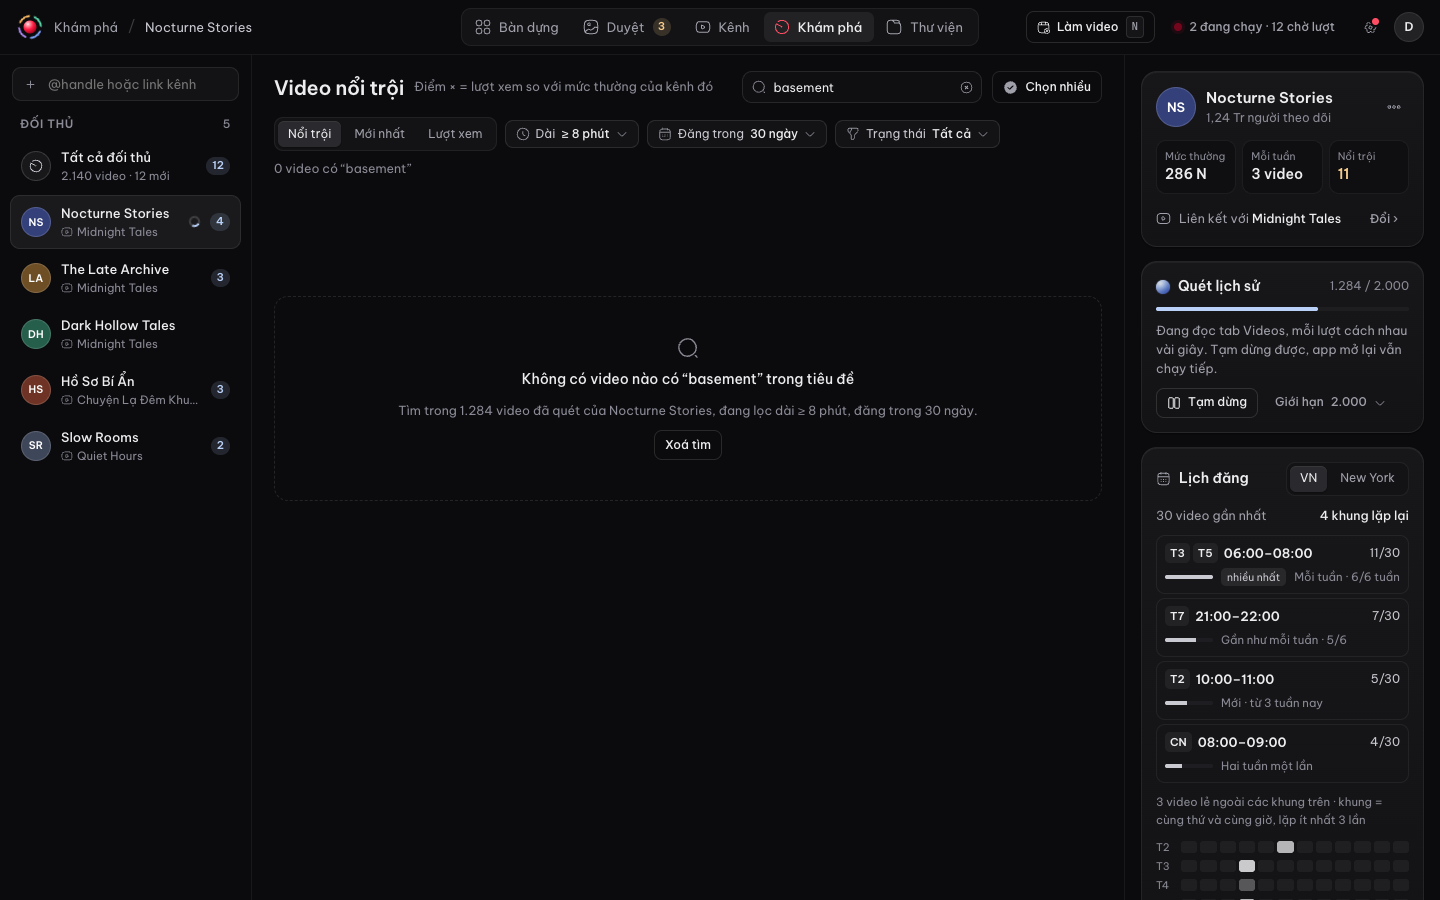 Khám phá / Nocturne Stories
Bàn dựng
Duyệt 3
Kênh
Khám phá
Thư viện
Làm video N
2 đang chạy · 12 chờ lượt
D
@handle hoặc link kênh
ĐỐI THỦ 5
Tất cả đối thủ
2.140 video · 12 mới
12
NS
Nocturne Stories
Midnight Tales
4
LA
The Late Archive
Midnight Tales
3
DH
Dark Hollow Tales
Midnight Tales
HS
Hồ Sơ Bí Ẩn
Chuyện Lạ Đêm Khu...
3
SR
Slow Rooms
Quiet Hours
2
Video nổi trội
Điểm × = lượt xem so với mức thường của kênh đó
basement
Chọn nhiều
Nổi trội
Mới nhất
Lượt xem
Dài ≥ 8 phút
Đăng trong 30 ngày
Trạng thái Tất cả
0 video có “basement”
Không có video nào có “basement” trong tiêu đề
Tìm trong 1.284 video đã quét của Nocturne Stories, đang lọc dài ≥ 8 phút, đăng trong 30 ngày.
Xoá tìm
NS
Nocturne Stories
1,24 Tr người theo dõi
Mức thường
286 N
Mỗi tuần
3 video
Nổi trội
11
Liên kết với Midnight Tales
Đổi ›
Quét lịch sử
1.284 / 2.000
Đang đọc tab Videos, mỗi lượt cách nhau
vài giây. Tạm dừng được, app mở lại vẫn
chạy tiếp.
Tạm dừng
Giới hạn 2.000
Lịch đăng
VN
New York
30 video gần nhất
4 khung lặp lại
T3 T5 06:00–08:00 11/30
nhiều nhất Mỗi tuần · 6/6 tuần
T7 21:00–22:00 7/30
Gần như mỗi tuần · 5/6
T2 10:00–11:00 5/30
Mới · từ 3 tuần nay
CN 08:00–09:00 4/30
Hai tuần một lần
3 video lẻ ngoài các khung trên · khung =
cùng thứ và cùng giờ, lặp ít nhất 3 lần
T2
T3
T4